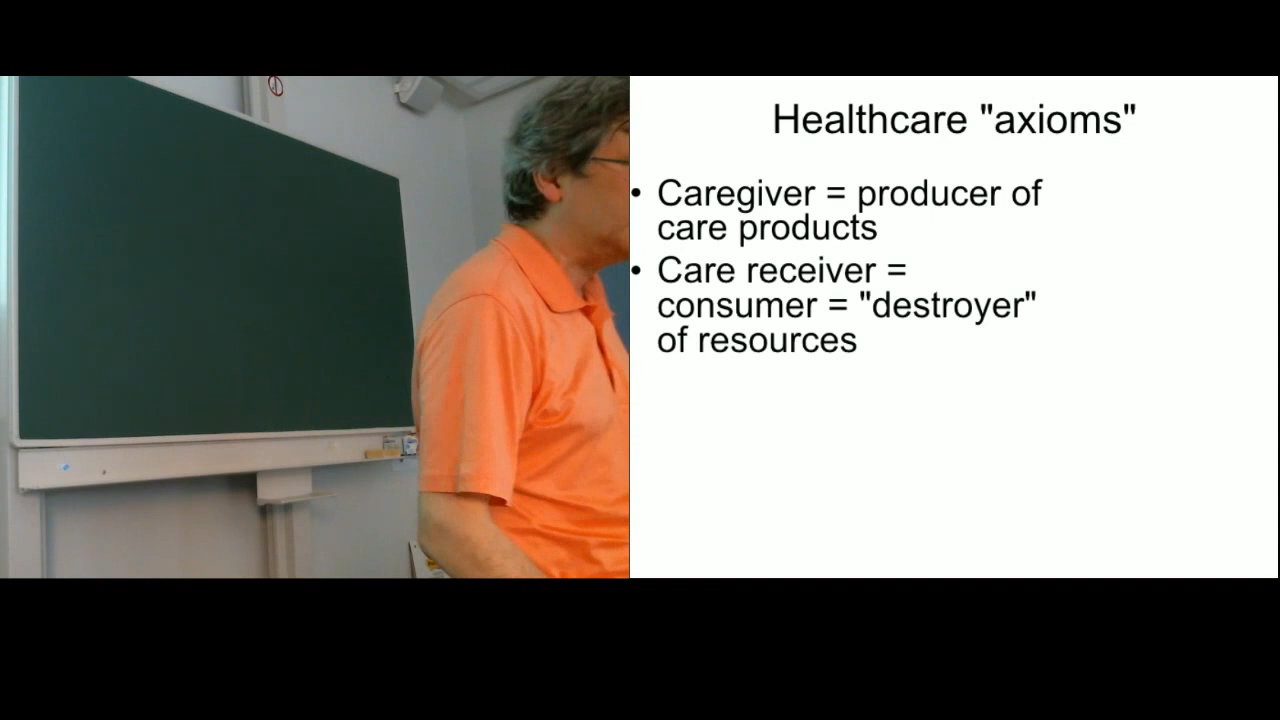 Healthcare "axioms"
• Caregiver = producer of
care products
• Care receiver =
consumer = "destroyer"
of resources